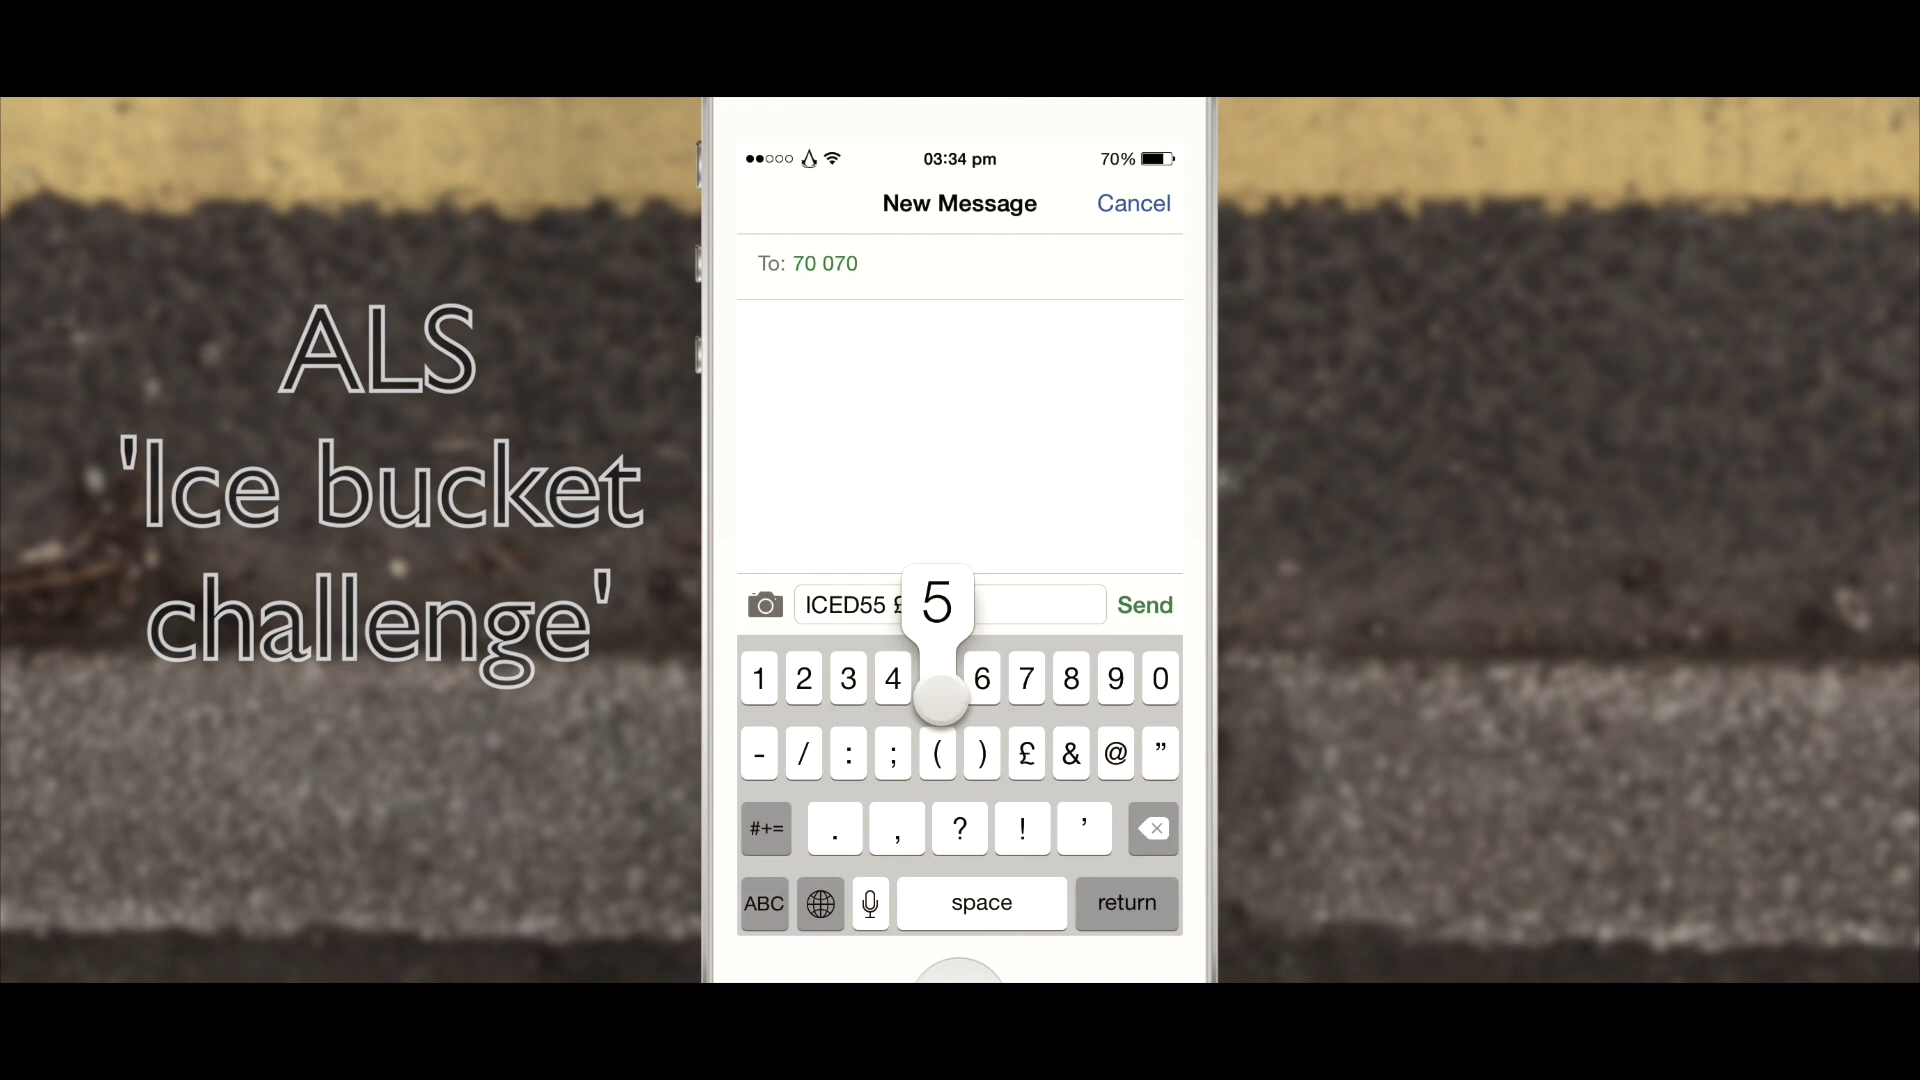 ALS
'Ice bucket
challenge'
03:34 pm
70%
New Message
Cancel
To: 70 070
ICED55 £
5
Send
1 2 3 4 6 7 8 9 0
- / : ; ( ) £ & @ ”
#+= . , ? ! ’
ABC space return